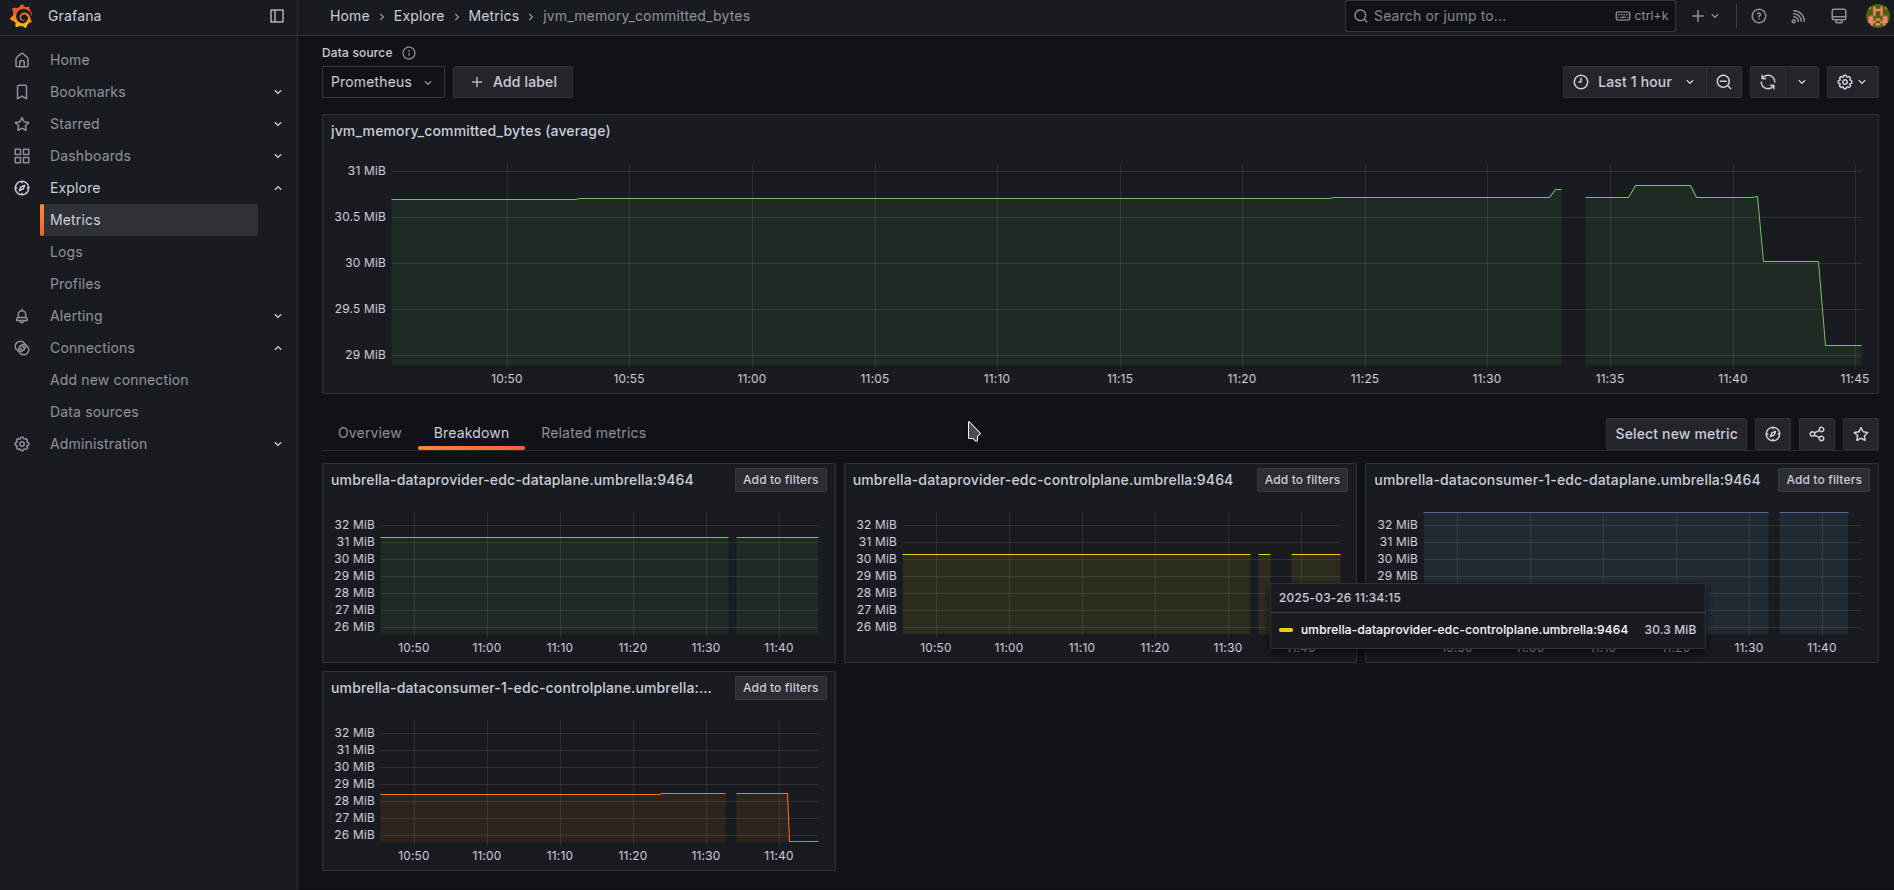 Grafana
Home › Explore › Metrics › jvm_memory_committed_bytes
Search or jump to...
ctrl+k
Home
Bookmarks
Starred
Dashboards
Explore
Metrics
Logs
Profiles
Alerting
Connections
Add new connection
Data sources
Administration
Data source
Prometheus
Add label
Last 1 hour
jvm_memory_committed_bytes (average)
31 MiB
30.5 MiB
30 MiB
29.5 MiB
29 MiB
10:50 10:55 11:00 11:05 11:10 11:15 11:20 11:25 11:30 11:35 11:40 11:45
Overview Breakdown Related metrics
Select new metric
umbrella-dataprovider-edc-dataplane.umbrella:9464
Add to filters
32 MiB
31 MiB
30 MiB
29 MiB
28 MiB
27 MiB
26 MiB
10:50 11:00 11:10 11:20 11:30 11:40
umbrella-dataprovider-edc-controlplane.umbrella:9464
Add to filters
32 MiB
31 MiB
30 MiB
29 MiB
28 MiB
27 MiB
26 MiB
10:50 11:00 11:10 11:20 11:30 11:40
umbrella-dataconsumer-1-edc-dataplane.umbrella:9464
Add to filters
32 MiB
31 MiB
30 MiB
29 MiB
10:50 11:00 11:10 11:20 11:30 11:40
2025-03-26 11:34:15
umbrella-dataprovider-edc-controlplane.umbrella:9464 30.3 MiB
umbrella-dataconsumer-1-edc-controlplane.umbrella:...
Add to filters
32 MiB
31 MiB
30 MiB
29 MiB
28 MiB
27 MiB
26 MiB
10:50 11:00 11:10 11:20 11:30 11:40